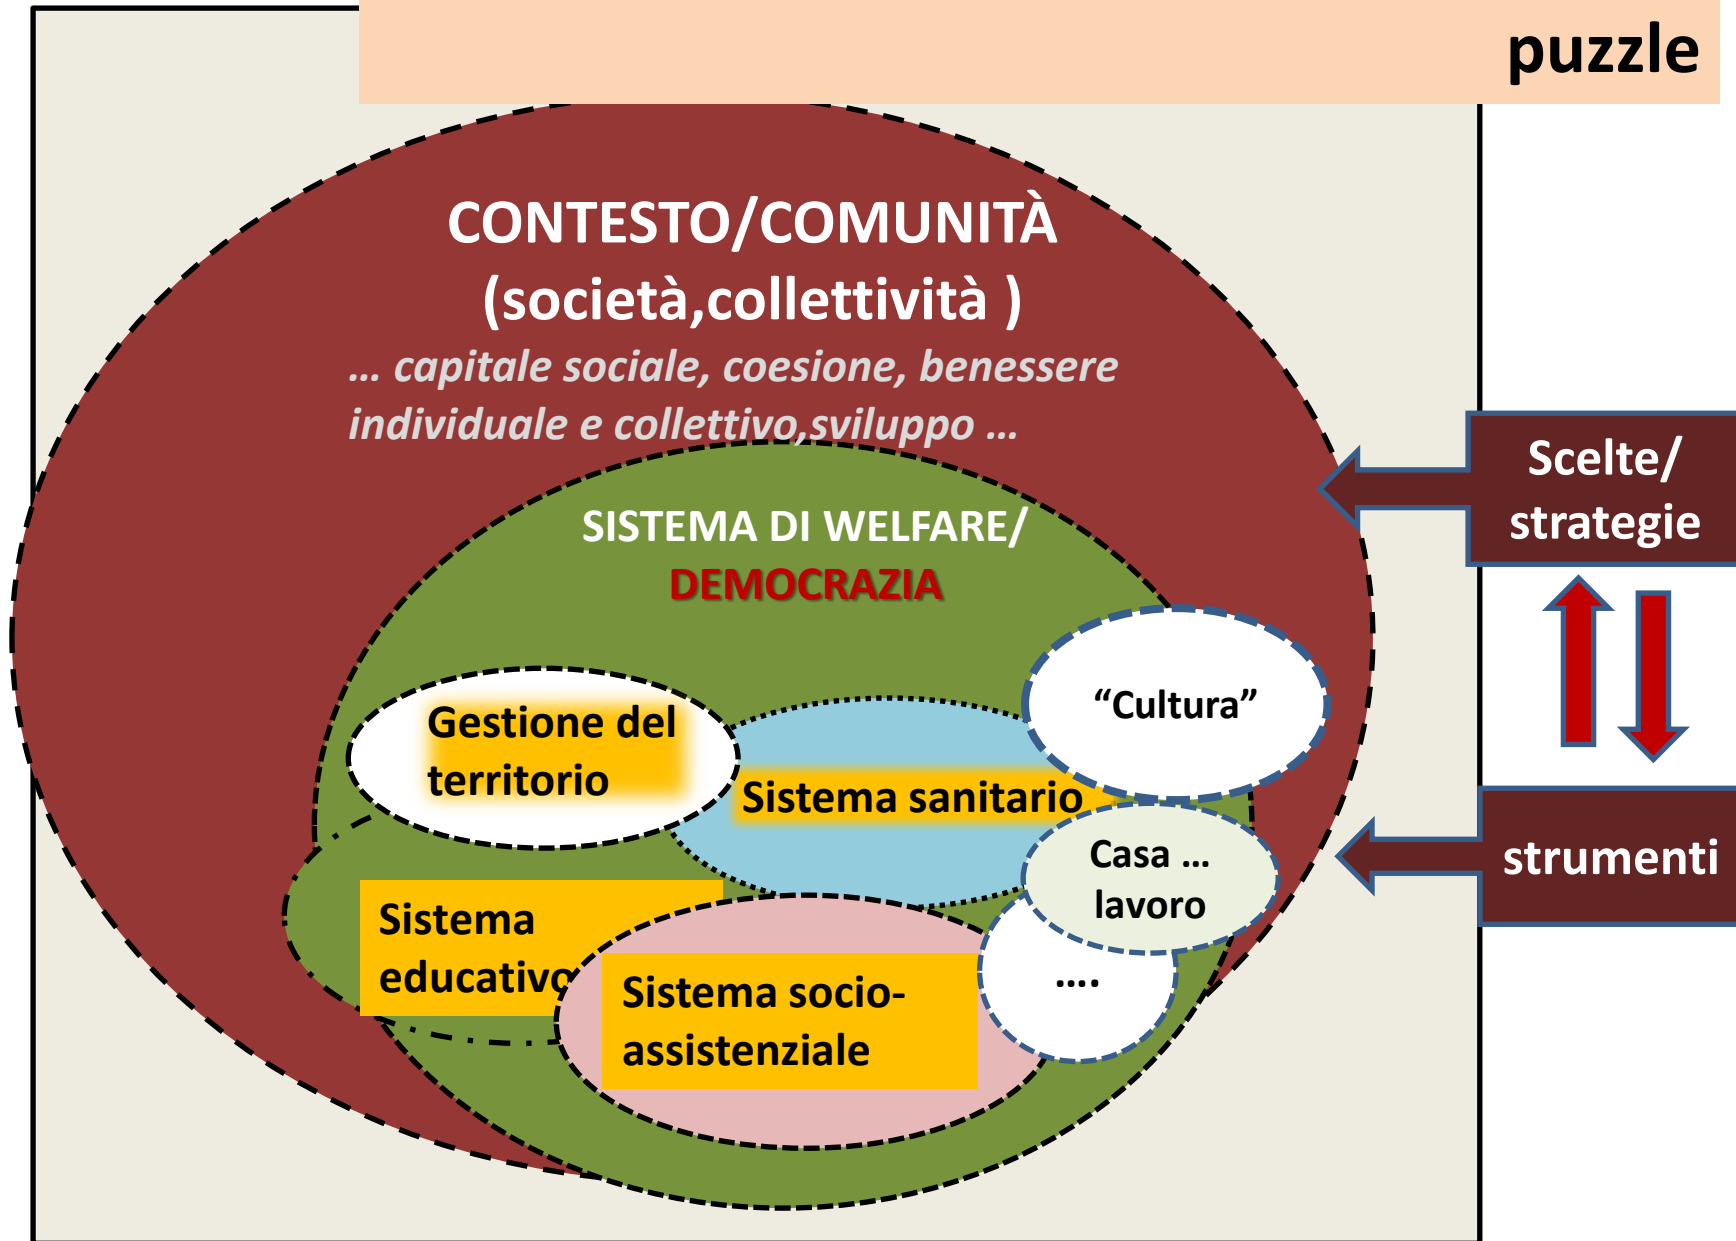 puzzle
CONTESTO/COMUNITÀ
(società,collettività )
... capitale sociale, coesione, benessere
individuale e collettivo,sviluppo ...
Scelte/
strategie
SISTEMA DI WELFARE/
DEMOCRAZIA
“Cultura”
Gestione del
territorio
Sistema sanitario
Casa ...
lavoro
strumenti
Sistema
educativo
....
Sistema socio-
assistenziale